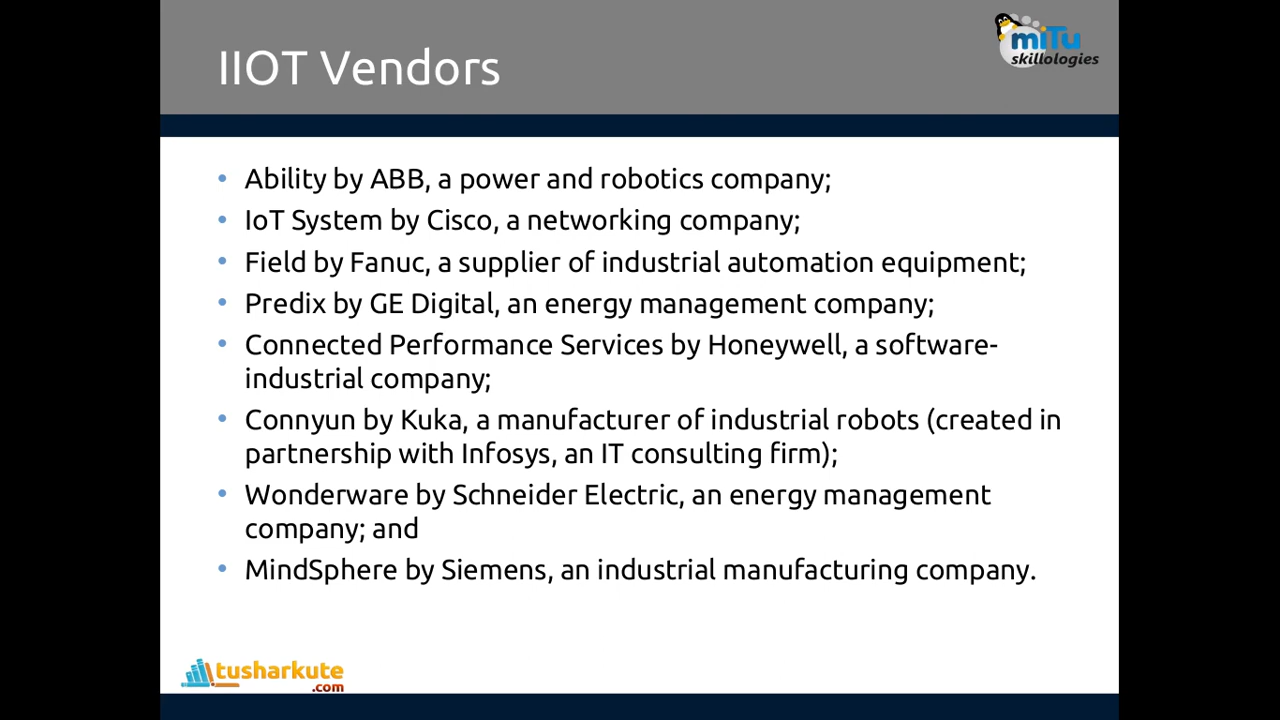 IIOT Vendors
miTu
skillologies
• Ability by ABB, a power and robotics company;
• IoT System by Cisco, a networking company;
• Field by Fanuc, a supplier of industrial automation equipment;
• Predix by GE Digital, an energy management company;
• Connected Performance Services by Honeywell, a software-
industrial company;
• Connyun by Kuka, a manufacturer of industrial robots (created in
partnership with Infosys, an IT consulting firm);
• Wonderware by Schneider Electric, an energy management
company; and
• MindSphere by Siemens, an industrial manufacturing company.
tusharkute
.com